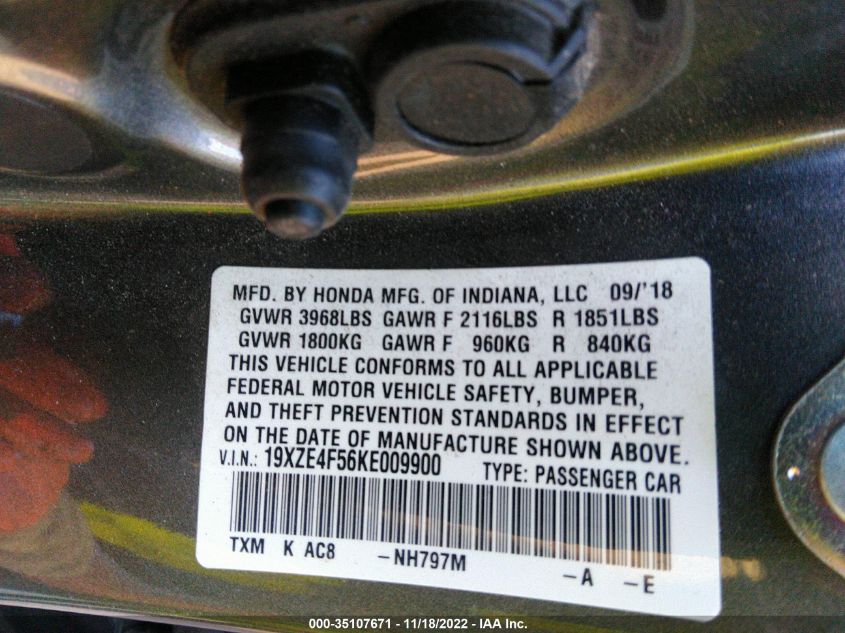 MFD. BY HONDA MFG. OF INDIANA, LLC 09/'18
GVWR 3968LBS GAWR F 2116LBS R 1851LBS
GVWR 1800KG GAWR F 960KG R 840KG
THIS VEHICLE CONFORMS TO ALL APPLICABLE
FEDERAL MOTOR VEHICLE SAFETY, BUMPER,
AND THEFT PREVENTION STANDARDS IN EFFECT
ON THE DATE OF MANUFACTURE SHOWN ABOVE.
V.I.N.: 19XZE4F56KE009900 TYPE: PASSENGER CAR
TXM K AC8 -NH797M -A -E
000-35107671 - 11/18/2022 - IAA Inc.